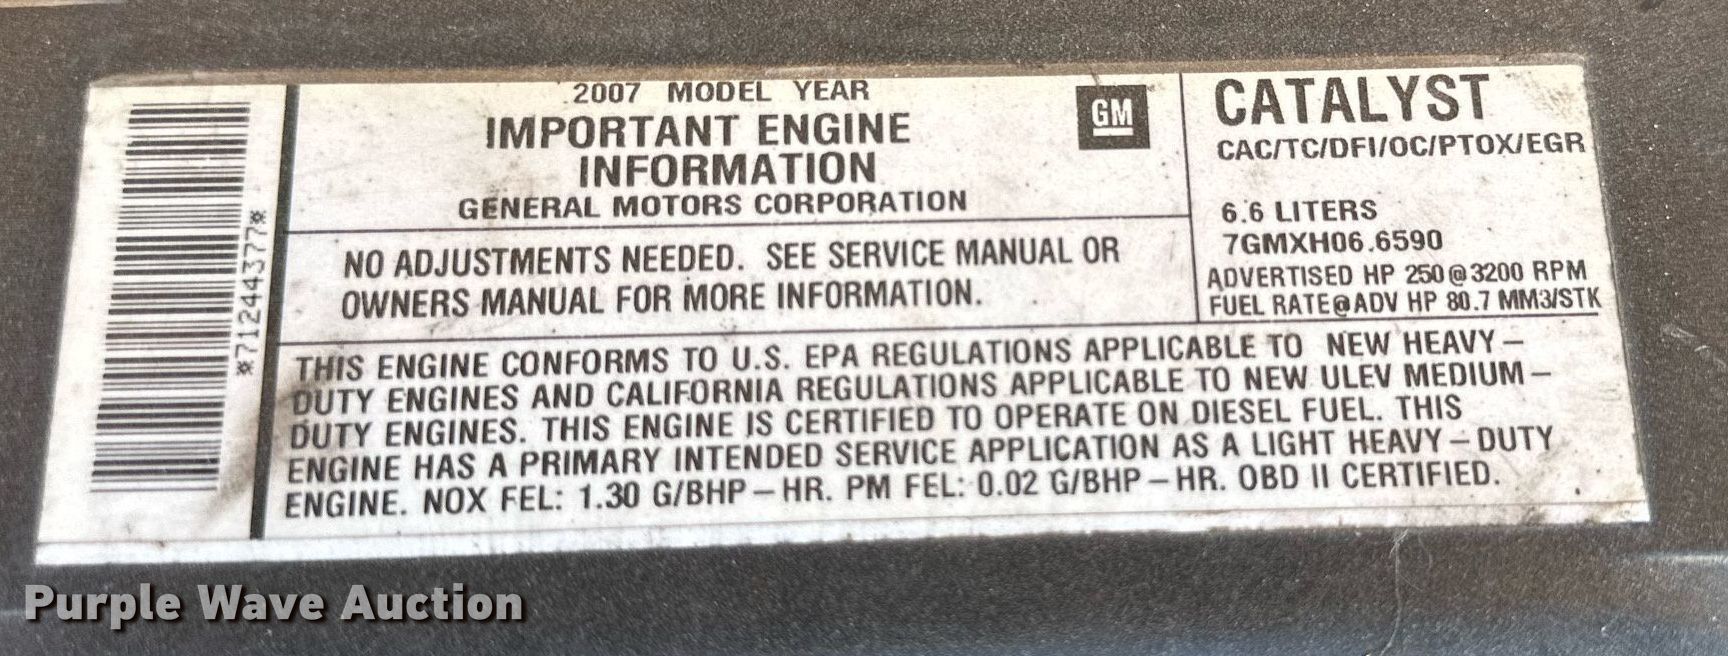 2007 MODEL YEAR
IMPORTANT ENGINE
INFORMATION
GENERAL MOTORS CORPORATION
GM
NO ADJUSTMENTS NEEDED. SEE SERVICE MANUAL OR
OWNERS MANUAL FOR MORE INFORMATION.
CATALYST
CAC/TC/DFI/OC/PTOX/EGR
6.6 LITERS
7GMXH06.6590
ADVERTISED HP 250@3200 RPM
FUEL RATE@ADV HP 80.7 MM3/STK
*712443778*
THIS ENGINE CONFORMS TO U.S. EPA REGULATIONS APPLICABLE TO NEW HEAVY–
DUTY ENGINES AND CALIFORNIA REGULATIONS APPLICABLE TO NEW ULEV MEDIUM–
DUTY ENGINES. THIS ENGINE IS CERTIFIED TO OPERATE ON DIESEL FUEL. THIS
ENGINE HAS A PRIMARY INTENDED SERVICE APPLICATION AS A LIGHT HEAVY–DUTY
ENGINE. NOX FEL: 1.30 G/BHP–HR. PM FEL: 0.02 G/BHP–HR. OBD II CERTIFIED.
Purple Wave Auction